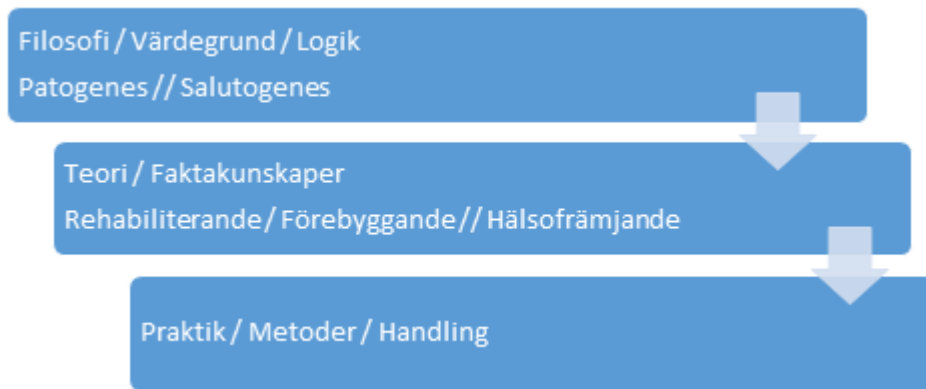 Filosofi / Värdegrund / Logik
Patogenes // Salutogenes
Teori / Faktakunskaper
Rehabiliterande / Förebyggande // Hälsofrämjande
Praktik / Metoder / Handling